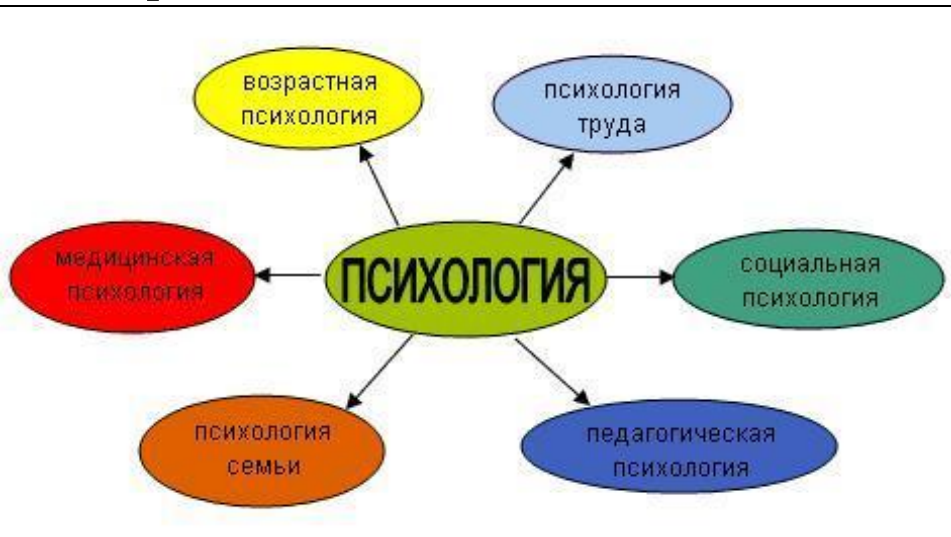 возрастная
психология
психология
труда
медицинская
психология
ПСИХОЛОГИЯ
социальная
психология
психология
семьи
педагогическая
психология